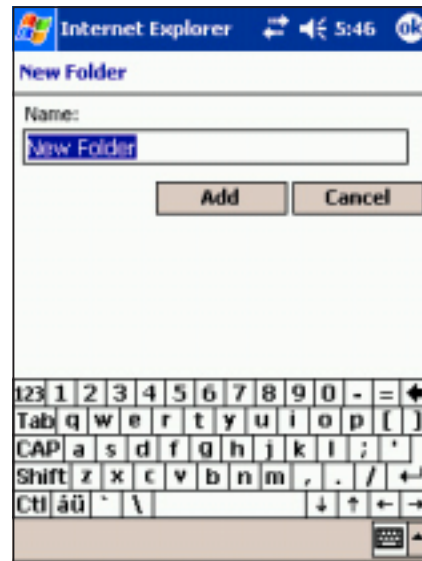 Internet Explorer 5:46 ok
New Folder
Name:
New Folder
Add Cancel
123 1 2 3 4 5 6 7 8 9 0 - =
Tab q w e r t y u i o p [ ]
CAP a s d f g h j k l ; '
Shift z x c v b n m , . /
Ctl áü ` \